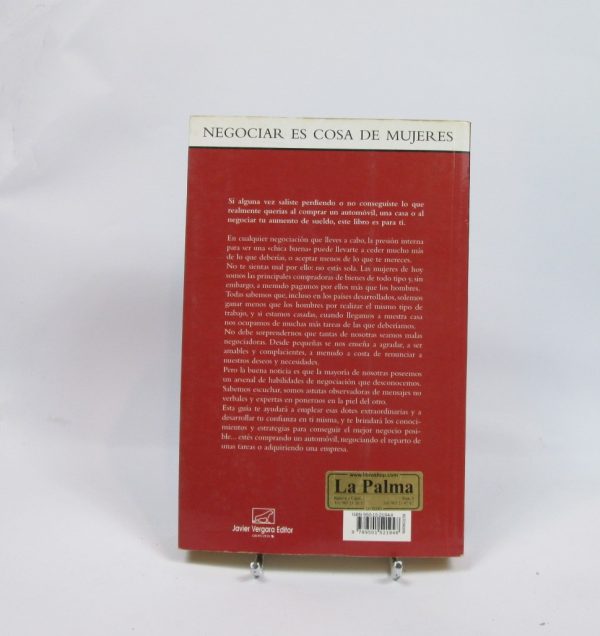 NEGOCIAR ES COSA DE MUJERES
Si alguna vez saliste perdiendo o no conseguiste lo que
realmente querías al comprar un automóvil, una casa o al
negociar tu aumento de sueldo, este libro es para ti.
En cualquier negociación que lleves a cabo, la presión interna
para ser una «chica buena» puede llevarte a ceder mucho más
de lo que deberías, o aceptar menos de lo que te mereces.
No te sientas mal por ello: no estás sola. Las mujeres de hoy
somos las principales compradoras de bienes de todo tipo y, sin
embargo, a menudo pagamos por ellos más que los hombres.
Todas sabemos que, incluso en los países desarrollados, solemos
ganar menos que los hombres por realizar el mismo tipo de
trabajo, y si estamos casadas, cuando llegamos a nuestra casa
nos ocupamos de muchas más tareas de las que deberíamos.
No debe sorprendernos que tantas de nosotras seamos malas
negociadoras. Desde pequeñas se nos enseña a agradar, a ser
amables y complacientes, a menudo a costa de renunciar a
nuestros deseos y necesidades.
Pero la buena noticia es que la mayoría de nosotras poseemos
un arsenal de habilidades de negociación que desconocemos.
Sabemos escuchar, somos astutas observadoras de mensajes no
verbales y expertas en ponernos en la piel del otro.
Esta guía te ayudará a emplear esas dotes extraordinarias y a
desarrollar tu confianza en ti misma, y te brindará los conoci-
mientos y estrategias para conseguir el mejor negocio posi-
ble... estés comprando un automóvil, negociando el reparto de
unas tareas o adquiriendo una empresa.
La Palma
Javier Vergara Editor